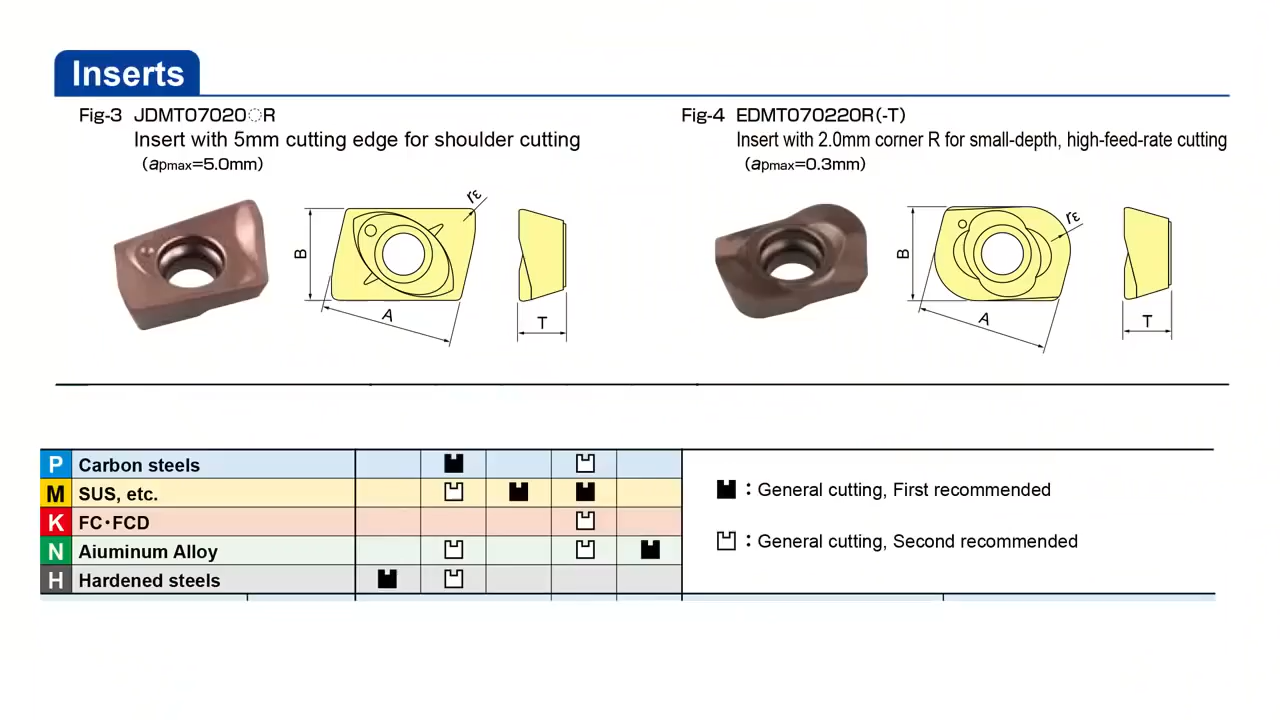 Inserts
Fig-3 JDMT07020◌R
Insert with 5mm cutting edge for shoulder cutting
(apmax=5.0mm)
Fig-4 EDMT070220R(-T)
Insert with 2.0mm corner R for small-depth, high-feed-rate cutting
(apmax=0.3mm)
rε
B
A
T
rε
B
A
T
P Carbon steels
M SUS, etc.
K FC・FCD
N Aiuminum Alloy
H Hardened steels
: General cutting, First recommended
: General cutting, Second recommended